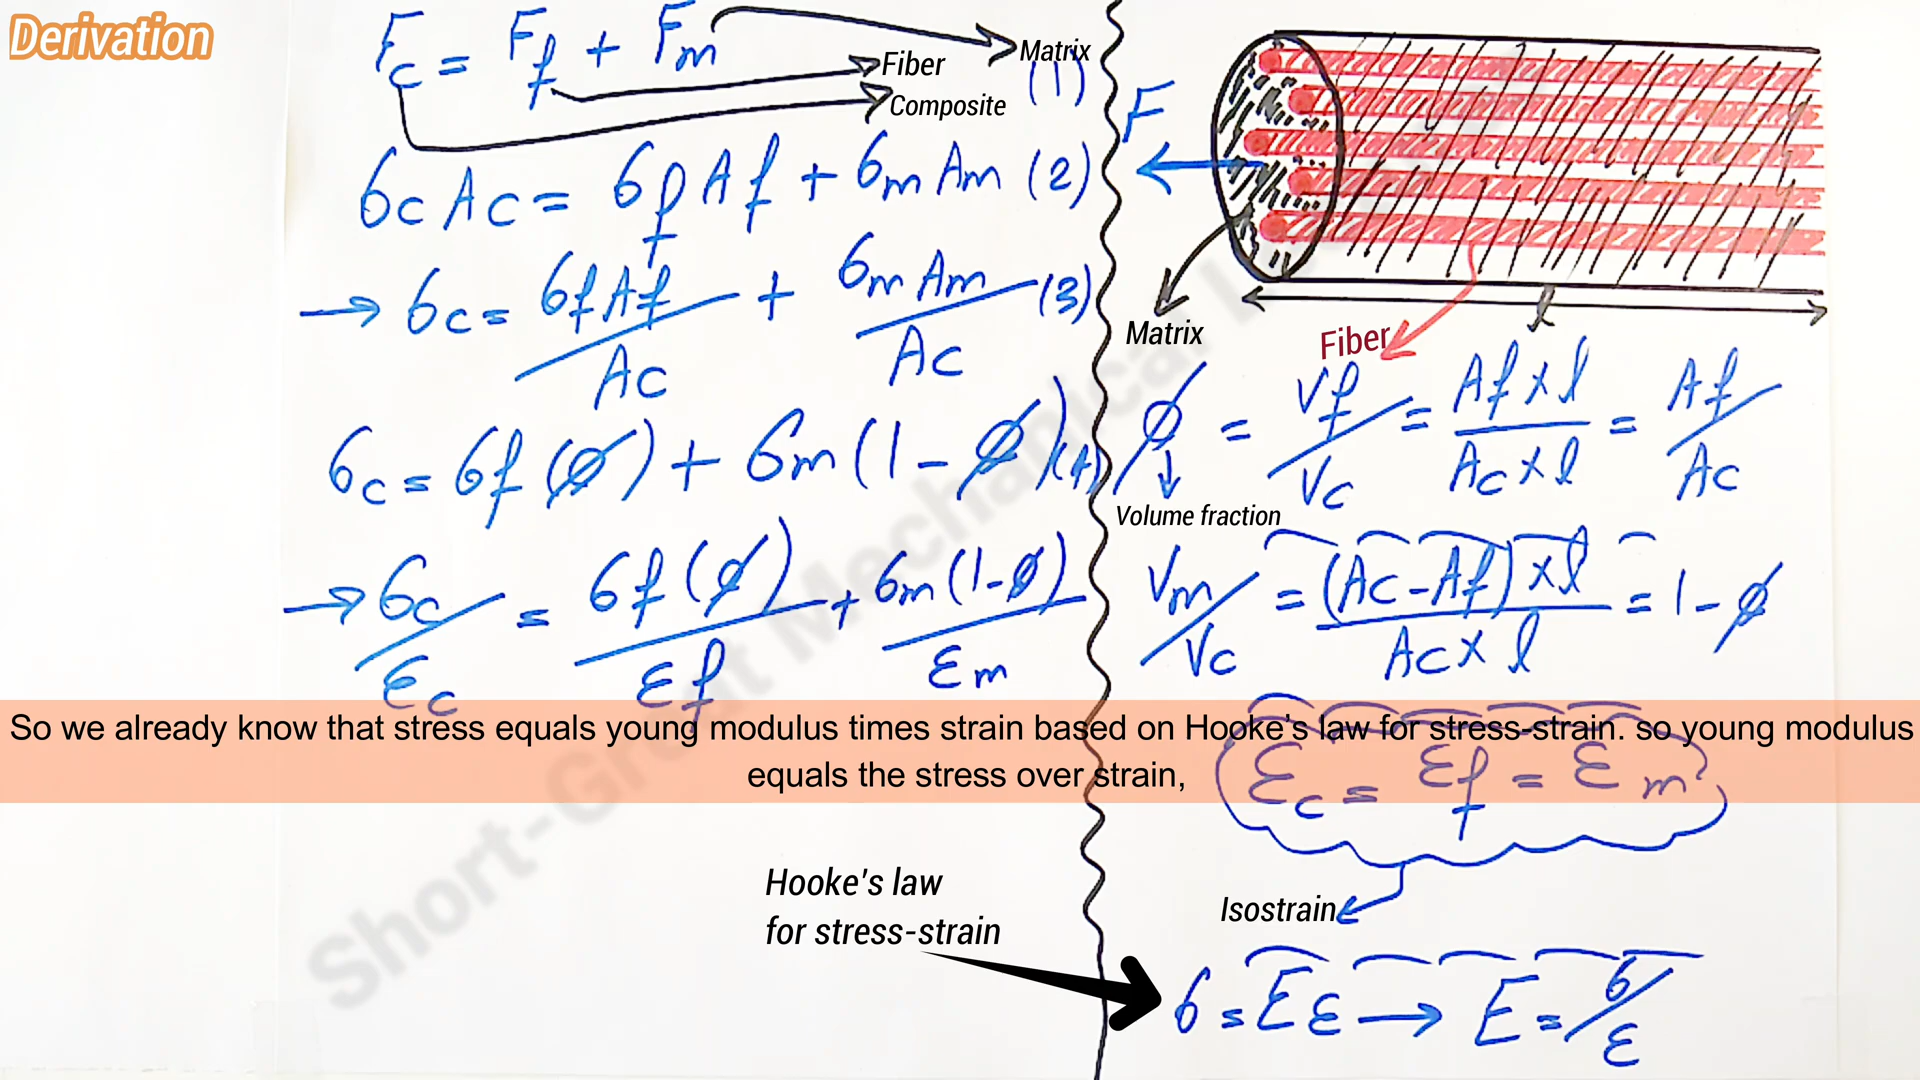 Derivation
Fc = Ff + Fm
Matrix
Fiber
(1)
Composite
σc Ac = σf Af + σm Am (2)
→ σc = σf Af / Ac + σm Am / Ac (3)
σc = σf (φ) + σm (1 - φ) (4)
→ σc / εc = σf (φ) / εf + σm (1-φ) / εm
F
l
Matrix
Fiber
φ = Vf / Vc = Af x l / Ac x l = Af / Ac
Volume fraction
Vm / Vc = (Ac - Af) x l / Ac x l = 1 - φ
So we already know that stress equals young modulus times strain based on Hooke's law for stress-strain. so young modulus
equals the stress over strain,
εc = εf = εm
Isostrain
Hooke's law
for stress-strain
σ = Eε → E = σ / ε
Short-Great Mechanical